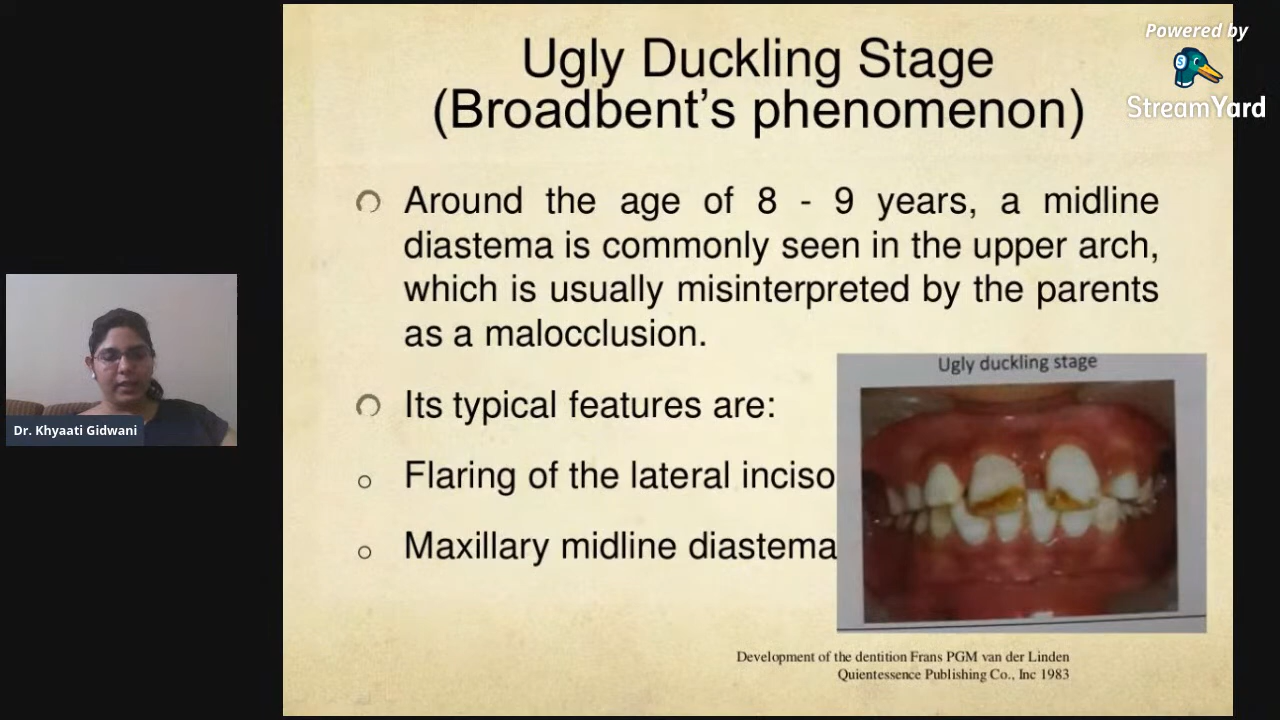 Ugly Duckling Stage
(Broadbent’s phenomenon)
Around the age of 8 - 9 years, a midline
diastema is commonly seen in the upper arch,
which is usually misinterpreted by the parents
as a malocclusion.
Its typical features are:
Flaring of the lateral inciso
Maxillary midline diastema
Ugly duckling stage
Development of the dentition Frans PGM van der Linden
Quientessence Publishing Co., Inc 1983
Dr. Khyaati Gidwani
Powered by
StreamYard